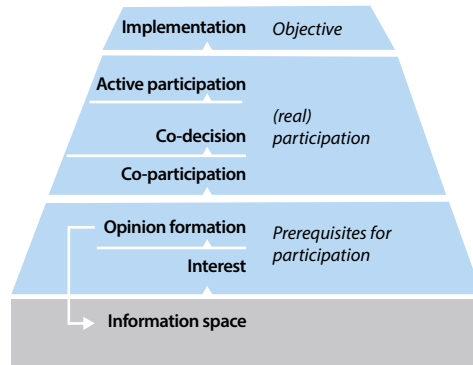 Implementation Objective
Active participation
(real)
participation
Co-decision
Co-participation
Opinion formation
Prerequisites for
participation
Interest
Information space